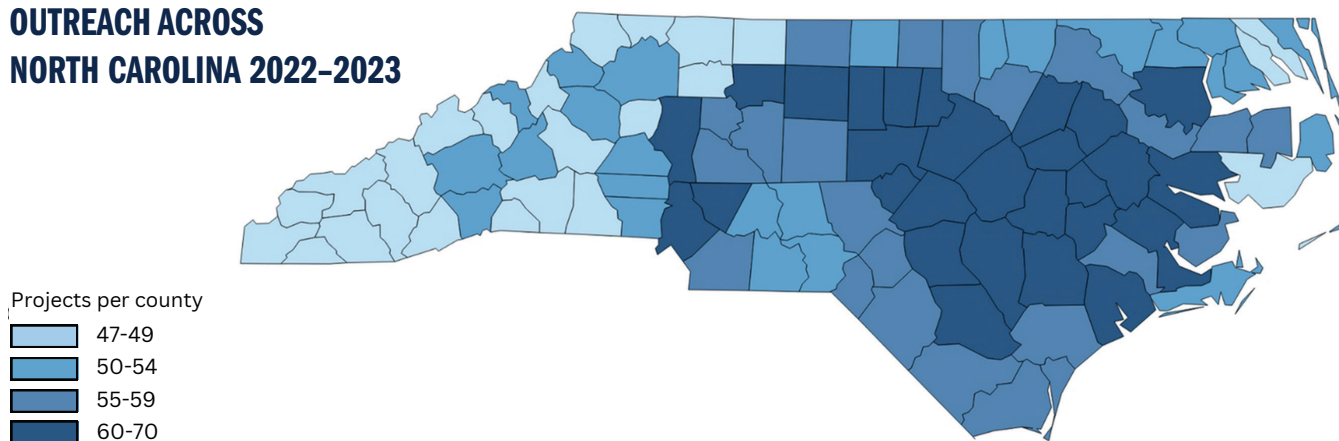 OUTREACH ACROSS
NORTH CAROLINA 2022–2023
Projects per county
47-49
50-54
55-59
60-70